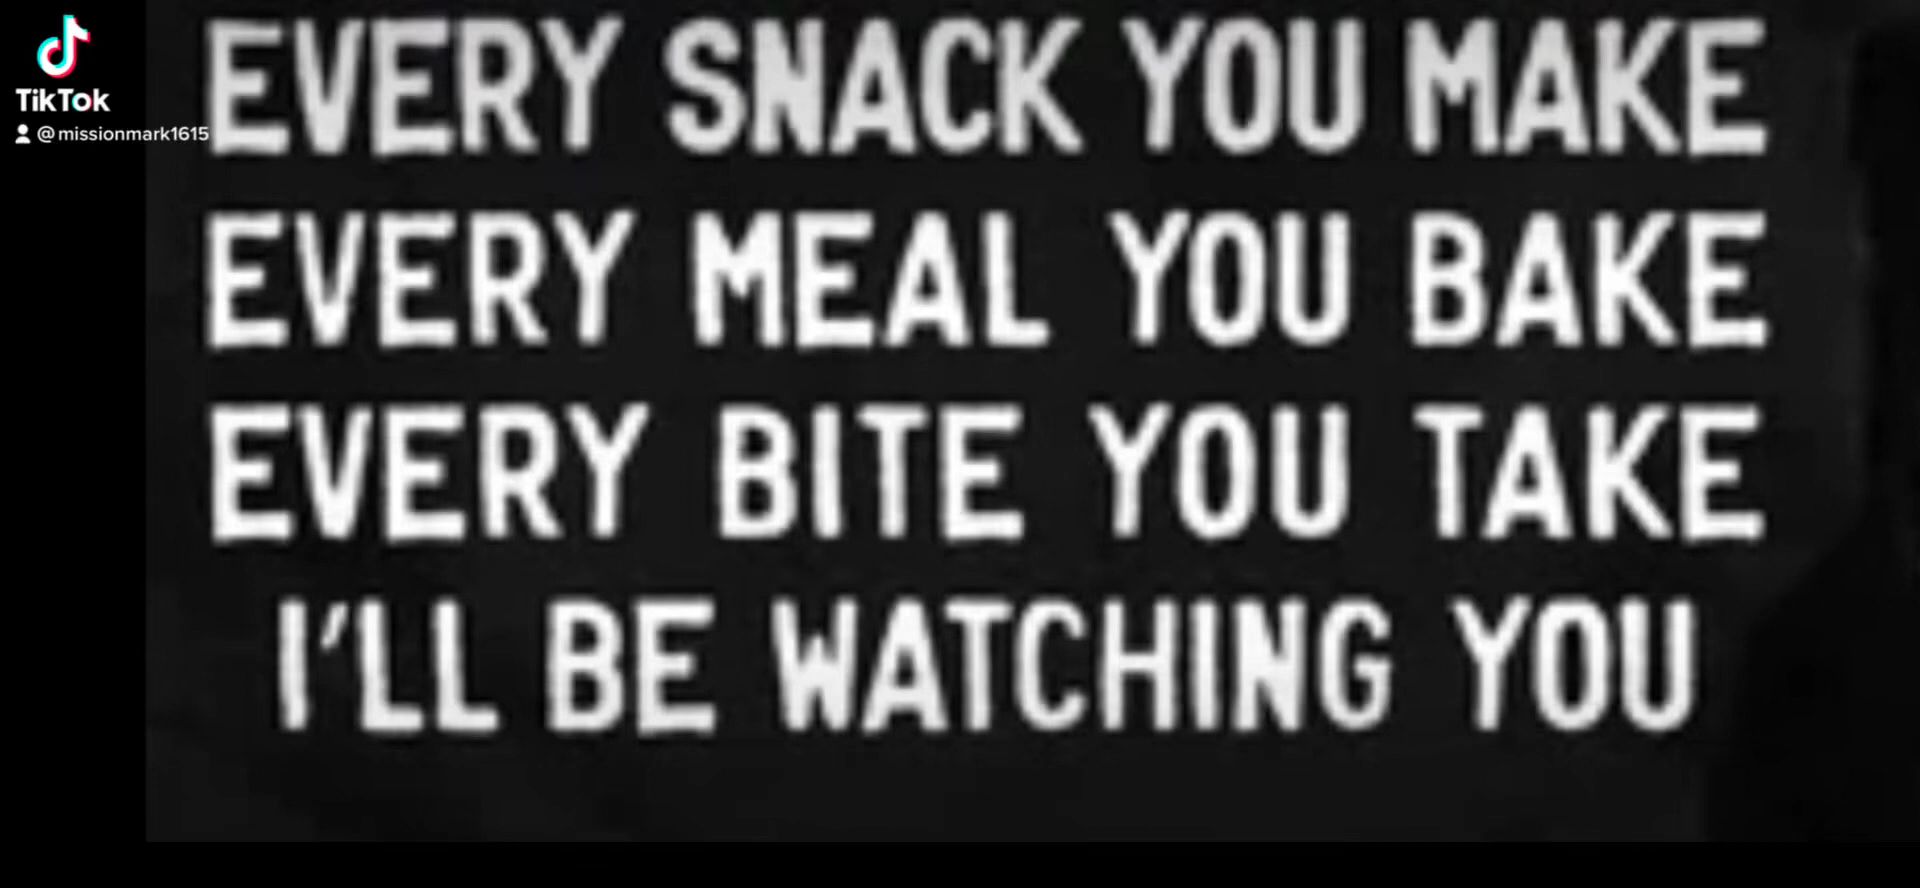 TikTok
@missionmark1615
EVERY SNACK YOU MAKE
EVERY MEAL YOU BAKE
EVERY BITE YOU TAKE
I'LL BE WATCHING YOU